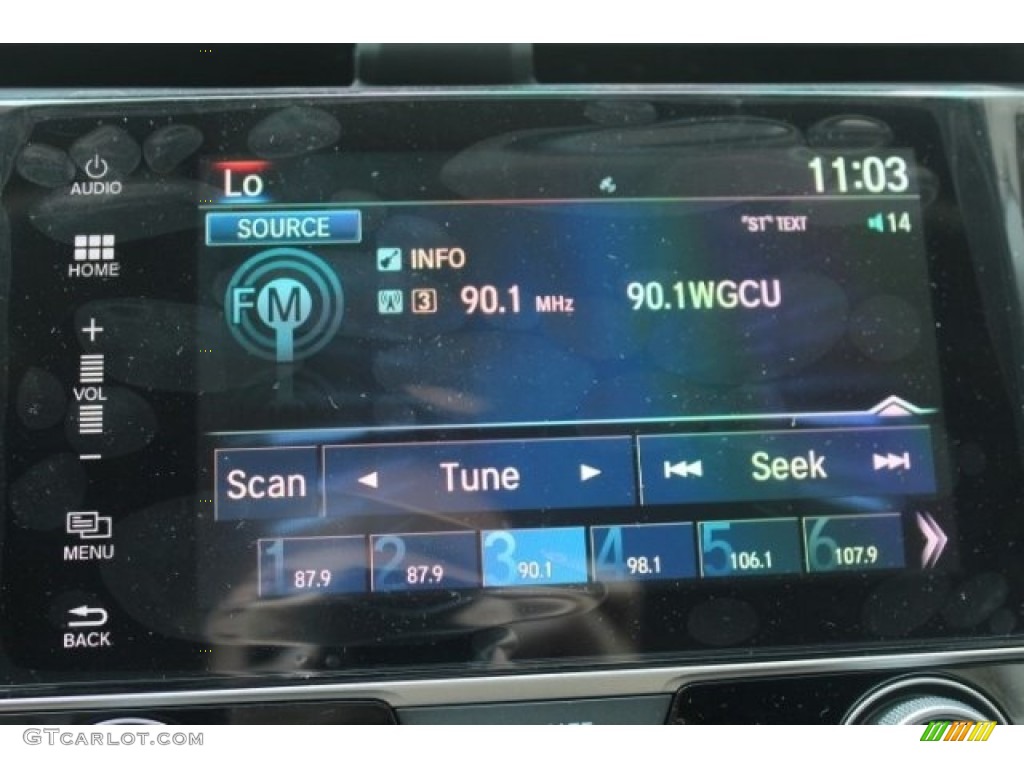 AUDIO
Lo
11:03
SOURCE
"ST" TEXT
14
HOME
INFO
FM
3 90.1 MHz 90.1WGCU
+
VOL
-
Scan
Tune
Seek
MENU
1 87.9
2 87.9
3 90.1
4 98.1
5 106.1
6 107.9
BACK
GTCARLOT.COM